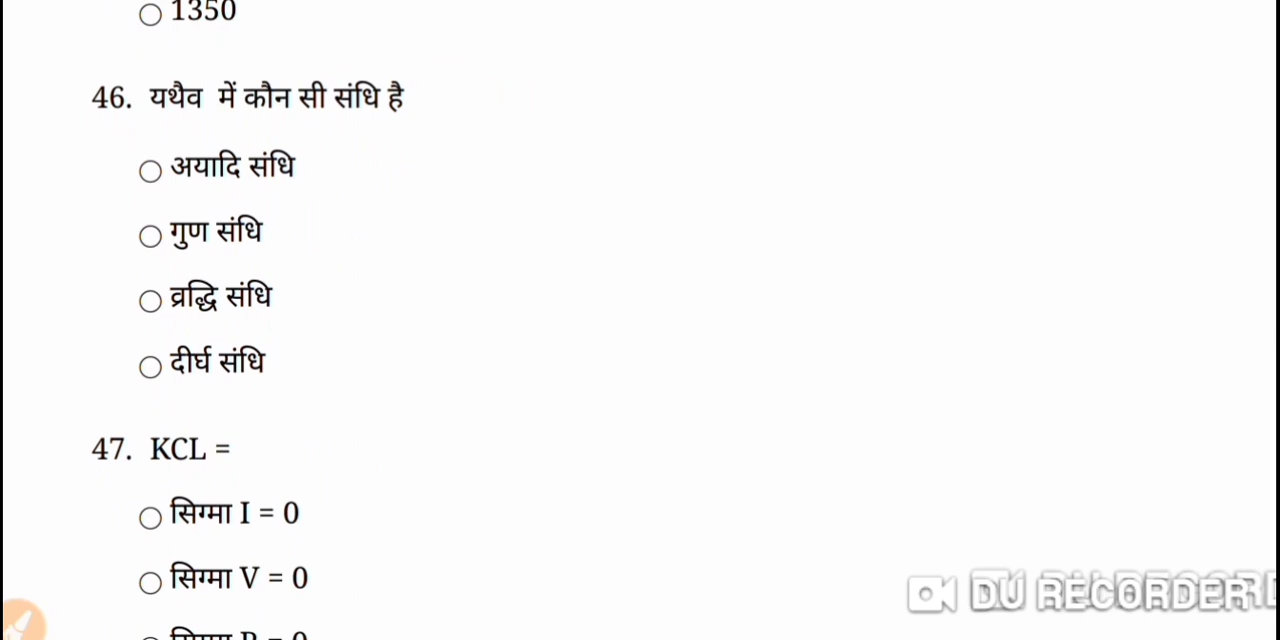 1350
46. यथैव में कौन सी संधि है
अयादि संधि
गुण संधि
व्रद्धि संधि
दीर्घ संधि
47. KCL =
सिग्मा I = 0
सिग्मा V = 0
DU RECORDER